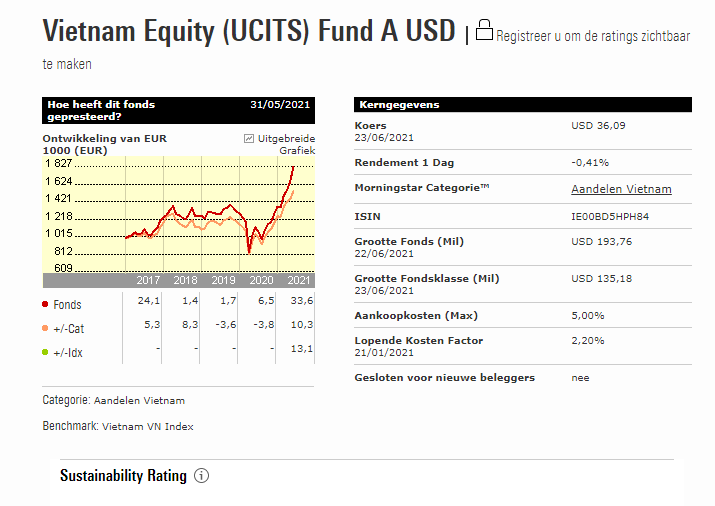 Vietnam Equity (UCITS) Fund A USD | Registreer u om de ratings zichtbaar
te maken
Hoe heeft dit fonds 31/05/2021
gepresteerd?
Ontwikkeling van EUR Uitgebreide
1000 (EUR) Grafiek
1 827
1 624
1 421
1 218
1 015
812
609
2017 2018 2019 2020 2021
Fonds 24,1 1,4 1,7 6,5 33,6
+/-Cat 5,3 8,3 -3,6 -3,8 10,3
+/-Idx - - - - 13,1
Categorie: Aandelen Vietnam
Benchmark: Vietnam VN Index
Kerngegevens
Koers USD 36,09
23/06/2021
Rendement 1 Dag -0,41%
Morningstar Categorie™ Aandelen Vietnam
ISIN IE00BD5HPH84
Grootte Fonds (Mil) USD 193,76
22/06/2021
Grootte Fondsklasse (Mil) USD 135,18
23/06/2021
Aankoopkosten (Max) 5,00%
Lopende Kosten Factor 2,20%
21/01/2021
Gesloten voor nieuwe beleggers nee
Sustainability Rating